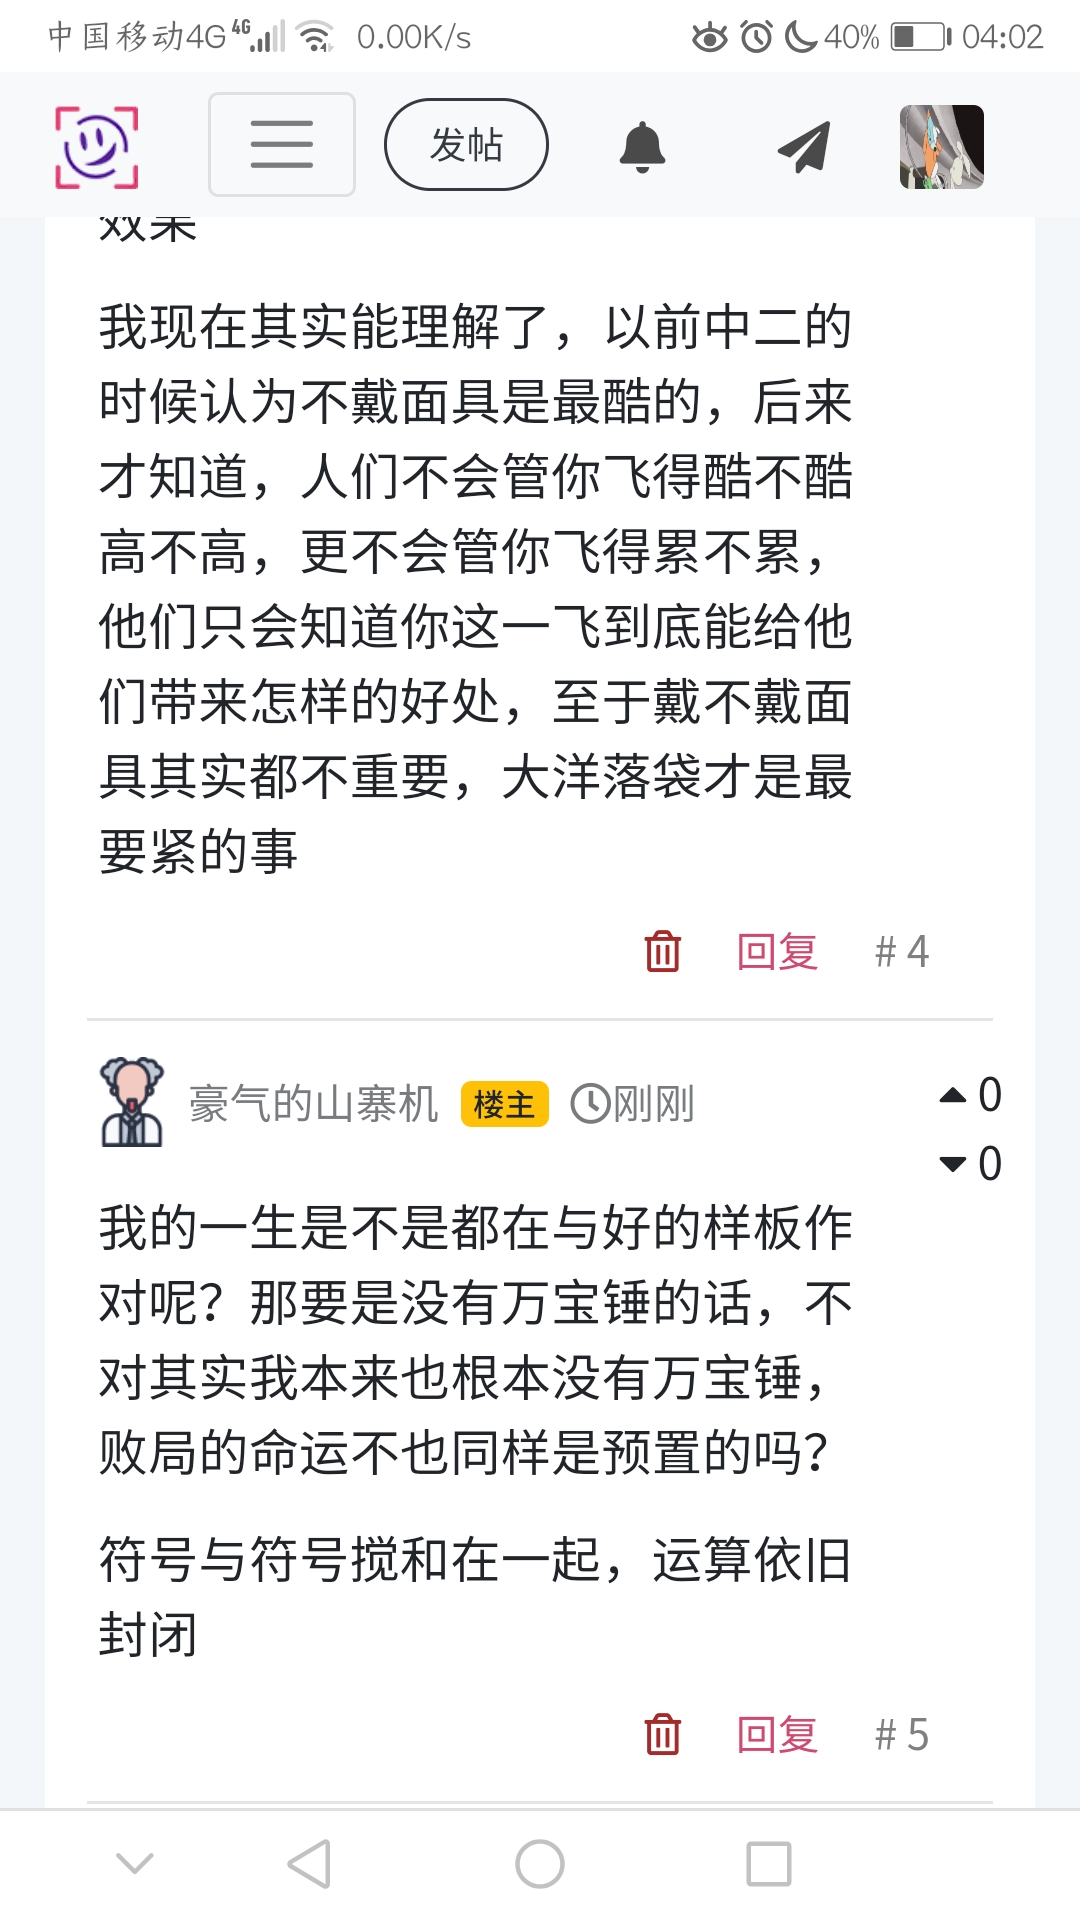 中国移动4G 4G 0.00K/s 40% 04:02
发帖
效果
我现在其实能理解了，以前中二的
时候认为不戴面具是最酷的，后来
才知道，人们不会管你飞得酷不酷
高不高，更不会管你飞得累不累，
他们只会知道你这一飞到底能给他
们带来怎样的好处，至于戴不戴面
具其实都不重要，大洋落袋才是最
要紧的事
回复 # 4
豪气的山寨机 楼主 刚刚 0
0
我的一生是不是都在与好的样板作
对呢？那要是没有万宝锤的话，不
对其实我本来也根本没有万宝锤，
败局的命运不也同样是预置的吗？
符号与符号搅和在一起，运算依旧
封闭
回复 # 5